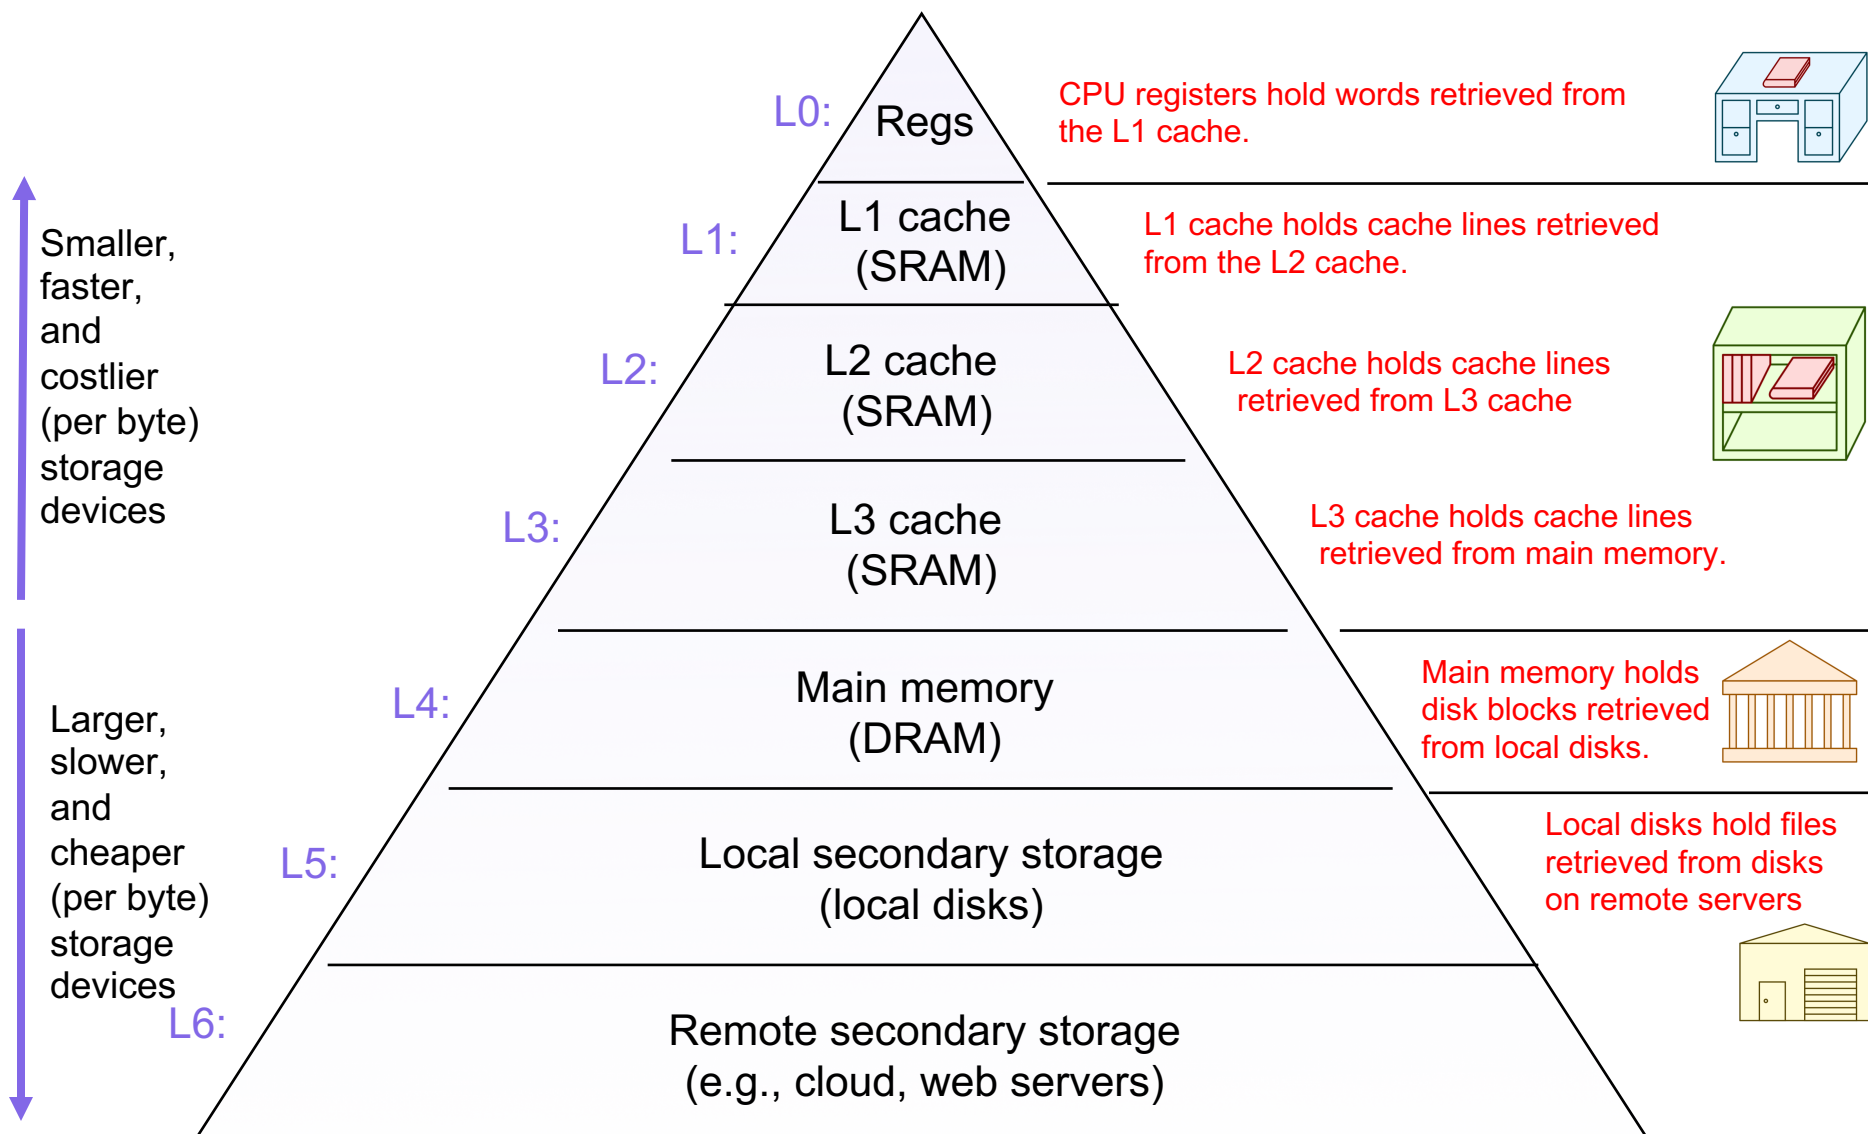 L0:
Regs
CPU registers hold words retrieved from
the L1 cache.
Smaller,
faster,
and
costlier
(per byte)
storage
devices
L1:
L1 cache
(SRAM)
L1 cache holds cache lines retrieved
from the L2 cache.
L2:
L2 cache
(SRAM)
L2 cache holds cache lines
retrieved from L3 cache
L3:
L3 cache
(SRAM)
L3 cache holds cache lines
retrieved from main memory.
Larger,
slower,
and
cheaper
(per byte)
storage
devices
L4:
Main memory
(DRAM)
Main memory holds
disk blocks retrieved
from local disks.
L5:
Local secondary storage
(local disks)
Local disks hold files
retrieved from disks
on remote servers
L6:
Remote secondary storage
(e.g., cloud, web servers)